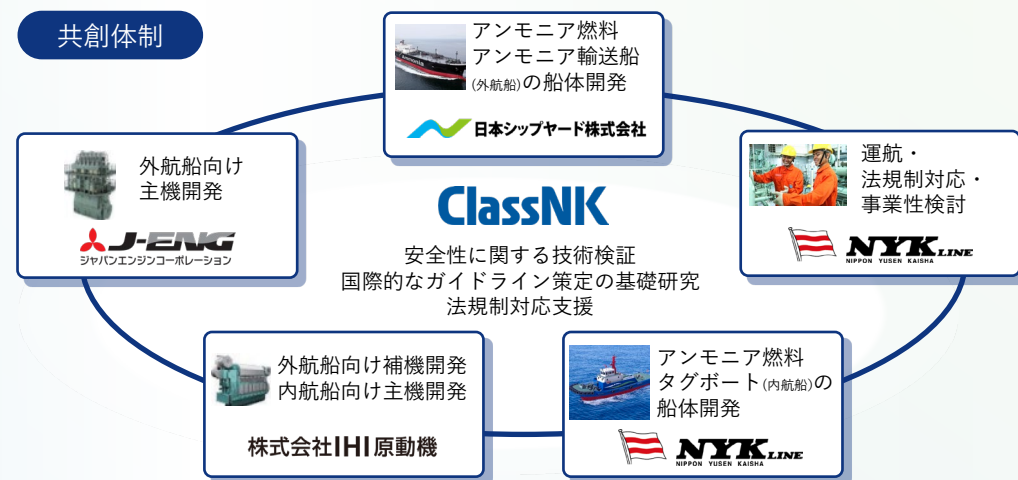 共創体制
アンモニア燃料
アンモニア輸送船
(外航船)の船体開発
日本シップヤード株式会社
外航船向け
主機開発
J-ENG
ジャパンエンジンコーポレーション
運航・
法規制対応・
事業性検討
NYK LINE
NIPPON YUSEN KAISHA
ClassNK
安全性に関する技術検証
国際的なガイドライン策定の基礎研究
法規制対応支援
外航船向け補機開発
内航船向け主機開発
株式会社IHI原動機
アンモニア燃料
タグボート(内航船)の
船体開発
NYK LINE
NIPPON YUSEN KAISHA